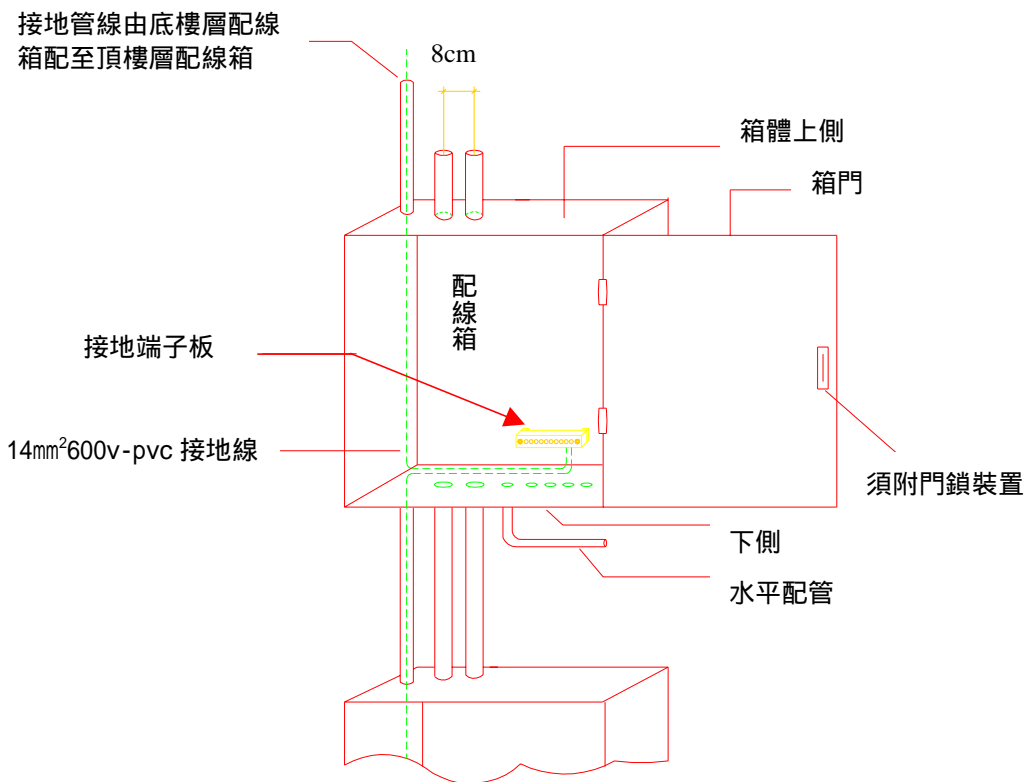 接地管線由底樓層配線
箱配至頂樓層配線箱
8cm
箱體上側
箱門
配線箱
接地端子板
14mm²600v-pvc 接地線
須附門鎖裝置
下側
水平配管